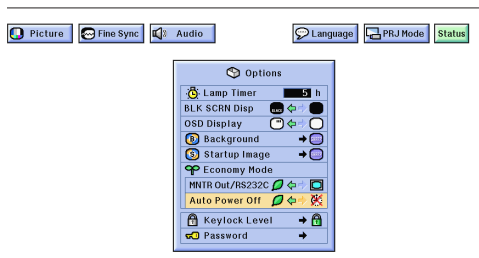 Picture
Fine Sync
Audio
Language
PRJ Mode
Status
Options
Lamp Timer 5 h
BLK SCRN Disp
OSD Display
Background
Startup Image
Economy Mode
MNTR Out/RS232C
Auto Power Off
Keylock Level
Password